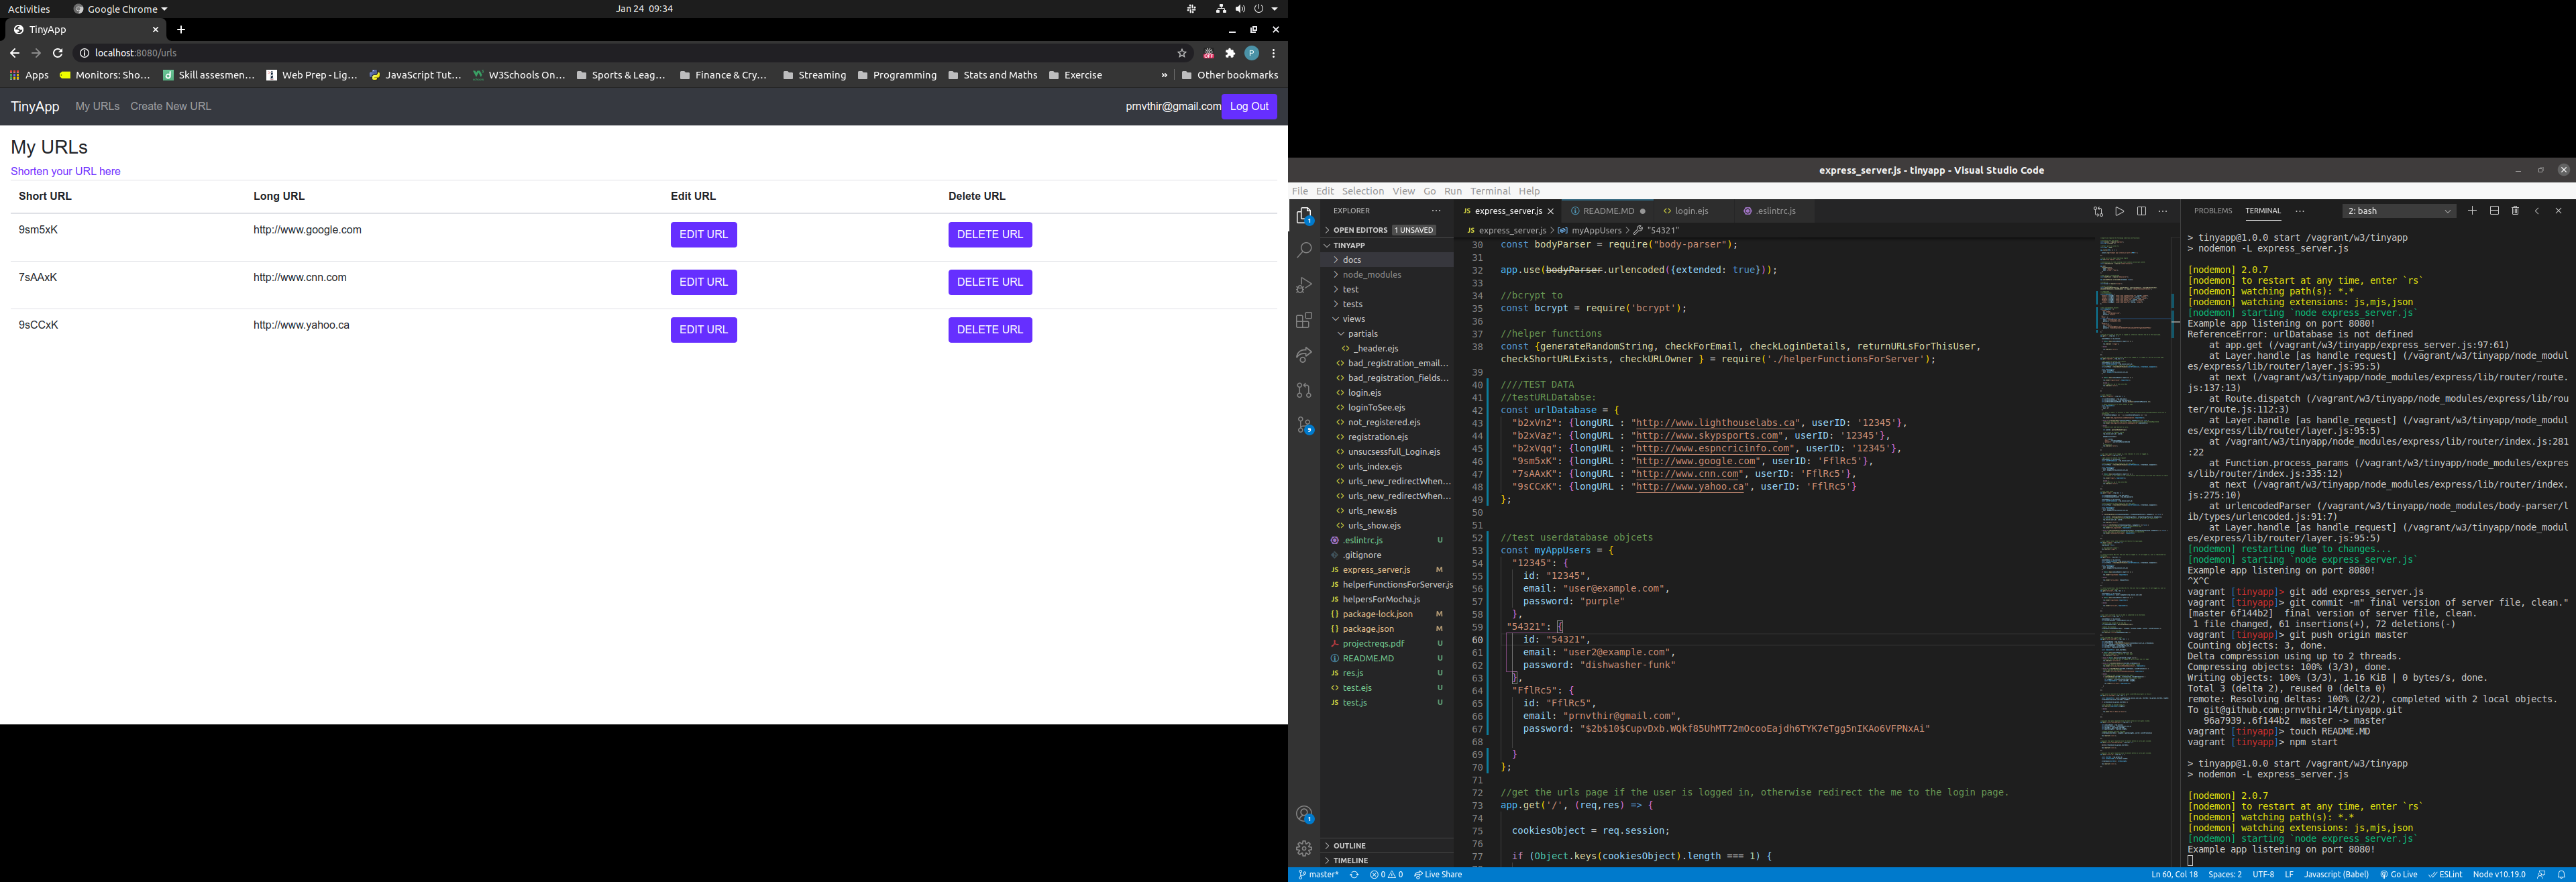 Activities Google Chrome Jan 24 09:34
TinyApp
localhost:8080/urls
Apps Monitors: Sho... Skill assesmen... Web Prep - Lig... JavaScript Tut... W3Schools On... Sports & Leag... Finance & Cry... Streaming Programming Stats and Maths Exercise » Other bookmarks
TinyApp My URLs Create New URL prnvthir@gmail.com Log Out
My URLs
Shorten your URL here
Short URL Long URL Edit URL Delete URL
9sm5xK http://www.google.com EDIT URL DELETE URL
7sAAxK http://www.cnn.com EDIT URL DELETE URL
9sCCxK http://www.yahoo.ca EDIT URL DELETE URL
express_server.js - tinyapp - Visual Studio Code
File Edit Selection View Go Run Terminal Help
EXPLORER
OPEN EDITORS 1 UNSAVED
TINYAPP
docs
node_modules
test
tests
views
partials
_header.ejs
bad_registration_email...
bad_registration_fields...
login.ejs
loginToSee.ejs
not_registered.ejs
registration.ejs
unsucsessfull_Login.ejs
urls_index.ejs
urls_new_redirectWhen...
urls_new_redirectWhen...
urls_new.ejs
urls_show.ejs
.eslintrc.js U
.gitignore
express_server.js M
helperFunctionsForServer.js
helpersForMocha.js
package-lock.json M
package.json M
projectreqs.pdf U
README.MD U
res.js U
test.ejs U
test.js U
OUTLINE
TIMELINE
express_server.js README.MD login.ejs .eslintrc.js
express_server.js > myAppUsers > "54321"
30 const bodyParser = require("body-parser");
31
32 app.use(bodyParser.urlencoded({extended: true}));
33
34 //bcrypt to
35 const bcrypt = require('bcrypt');
36
37 //helper functions
38 const {generateRandomString, checkForEmail, checkLoginDetails, returnURLsForThisUser,
checkShortURLExists, checkURLOwner } = require('./helperFunctionsForServer');
39
40 ////TEST DATA
41 //testURLDatabse:
42 const urlDatabase = {
43 "b2xVn2": {longURL : "http://www.lighthouselabs.ca", userID: '12345'},
44 "b2xVaz": {longURL : "http://www.skypsports.com", userID: '12345'},
45 "b2xVqq": {longURL : "http://www.espncricinfo.com", userID: '12345'},
46 "9sm5xK": {longURL : "http://www.google.com", userID: 'FflRc5'},
47 "7sAAxK": {longURL : "http://www.cnn.com", userID: 'FflRc5'},
48 "9sCCxK": {longURL : "http://www.yahoo.ca", userID: 'FflRc5'}
49 };
50
51
52 //test userdatabase objcets
53 const myAppUsers = {
54 "12345": {
55 id: "12345",
56 email: "user@example.com",
57 password: "purple"
58 },
59 "54321": {
60 id: "54321",
61 email: "user2@example.com",
62 password: "dishwasher-funk"
63 },
64 "FflRc5": {
65 id: "FflRc5",
66 email: "prnvthir@gmail.com",
67 password: "$2b$10$CupvDxb.WQkf85UhMT72mOcooEajdh6TYK7eTgg5nIKAo6VFPNxAi"
68
69 }
70 };
71
72 //get the urls page if the user is logged in, otherwise redirect the me to the login page.
73 app.get('/', (req,res) => {
74
75 cookiesObject = req.session;
76
77 if (Object.keys(cookiesObject).length === 1) {
PROBLEMS TERMINAL ... 2: bash
> tinyapp@1.0.0 start /vagrant/w3/tinyapp
> nodemon -L express_server.js
[nodemon] 2.0.7
[nodemon] to restart at any time, enter `rs`
[nodemon] watching path(s): *.*
[nodemon] watching extensions: js,mjs,json
[nodemon] starting `node express_server.js`
Example app listening on port 8080!
ReferenceError: urlDatabase is not defined
at app.get (/vagrant/w3/tinyapp/express_server.js:97:61)
at Layer.handle [as handle_request] (/vagrant/w3/tinyapp/node_modul
es/express/lib/router/layer.js:95:5)
at next (/vagrant/w3/tinyapp/node_modules/express/lib/router/route.
js:137:13)
at Route.dispatch (/vagrant/w3/tinyapp/node_modules/express/lib/rou
ter/route.js:112:3)
at Layer.handle [as handle_request] (/vagrant/w3/tinyapp/node_modul
es/express/lib/router/layer.js:95:5)
at /vagrant/w3/tinyapp/node_modules/express/lib/router/index.js:281
:22
at Function.process_params (/vagrant/w3/tinyapp/node_modules/expres
s/lib/router/index.js:335:12)
at next (/vagrant/w3/tinyapp/node_modules/express/lib/router/index.
js:275:10)
at urlencodedParser (/vagrant/w3/tinyapp/node_modules/body-parser/l
ib/types/urlencoded.js:91:7)
at Layer.handle [as handle_request] (/vagrant/w3/tinyapp/node_modul
es/express/lib/router/layer.js:95:5)
[nodemon] restarting due to changes...
[nodemon] starting `node express_server.js`
Example app listening on port 8080!
^X^C
vagrant [tinyapp]> git add express_server.js
vagrant [tinyapp]> git commit -m" final version of server file, clean."
[master 6f144b2] final version of server file, clean.
1 file changed, 61 insertions(+), 72 deletions(-)
vagrant [tinyapp]> git push origin master
Counting objects: 3, done.
Delta compression using up to 2 threads.
Compressing objects: 100% (3/3), done.
Writing objects: 100% (3/3), 1.16 KiB | 0 bytes/s, done.
Total 3 (delta 2), reused 0 (delta 0)
remote: Resolving deltas: 100% (2/2), completed with 2 local objects.
To git@github.com:prnvthir14/tinyapp.git
96a7939..6f144b2 master -> master
vagrant [tinyapp]> touch README.MD
vagrant [tinyapp]> npm start
> tinyapp@1.0.0 start /vagrant/w3/tinyapp
> nodemon -L express_server.js
[nodemon] 2.0.7
[nodemon] to restart at any time, enter `rs`
[nodemon] watching path(s): *.*
[nodemon] watching extensions: js,mjs,json
[nodemon] starting `node express_server.js`
Example app listening on port 8080!
master* 0 0 Live Share Ln 60, Col 18 Spaces: 2 UTF-8 LF Javascript (Babel) Go Live ESLint Node v10.19.0